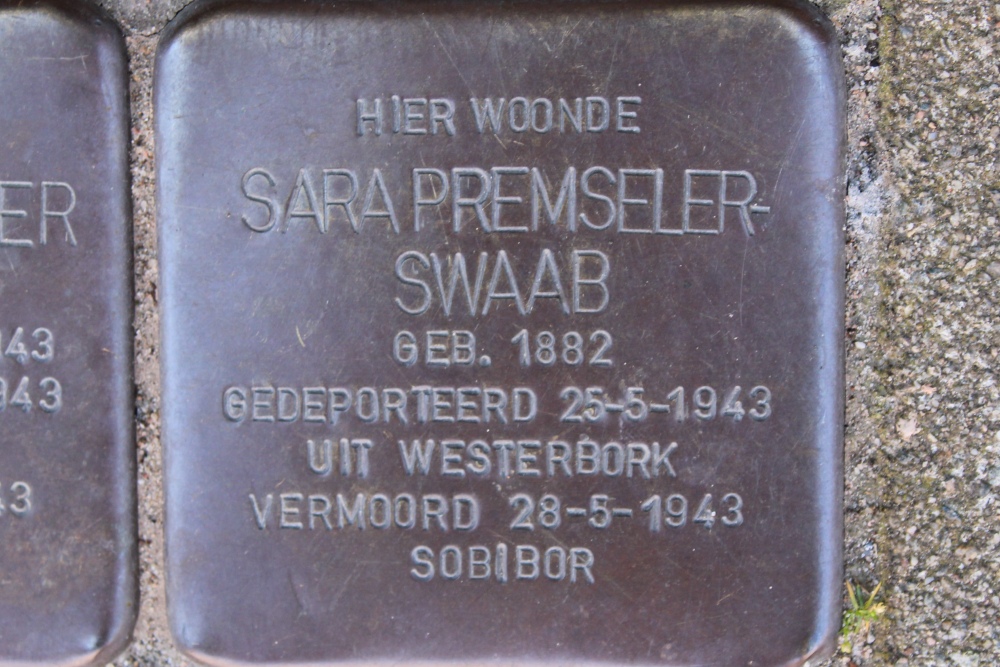 HIER WOONDE
SARA PREMSELER-
SWAAB
GEB. 1882
GEDEPORTEERD 25-5-1943
UIT WESTERBORK
VERMOORD 28-5-1943
SOBIBOR